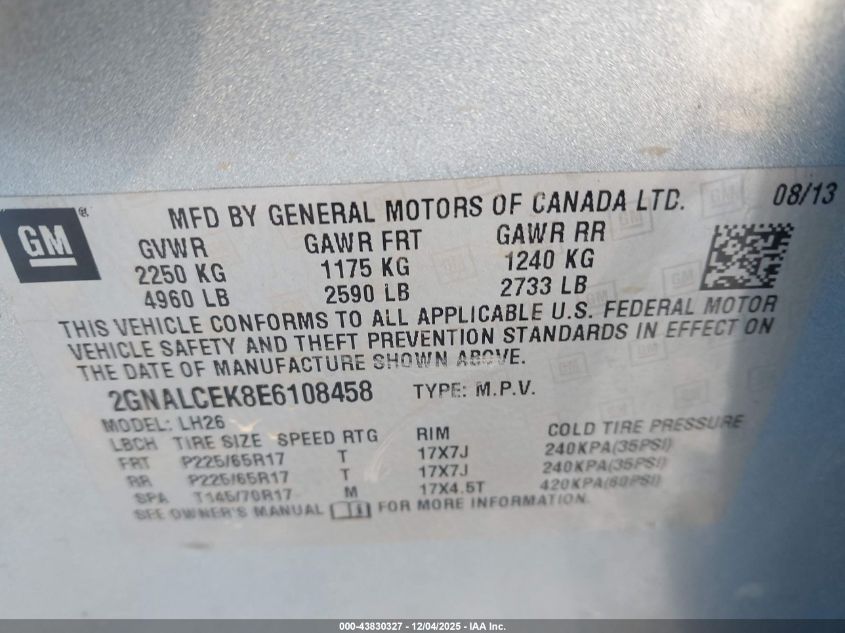 MFD BY GENERAL MOTORS OF CANADA LTD. 08/13
GM ®
GVWR GAWR FRT GAWR RR
2250 KG 1175 KG 1240 KG
4960 LB 2590 LB 2733 LB
THIS VEHICLE CONFORMS TO ALL APPLICABLE U.S. FEDERAL MOTOR
VEHICLE SAFETY AND THEFT PREVENTION STANDARDS IN EFFECT ON
THE DATE OF MANUFACTURE SHOWN ABOVE.
2GNALCEK8E6108458 TYPE: M.P.V.
MODEL: LH26
LBCH TIRE SIZE SPEED RTG RIM COLD TIRE PRESSURE
FRT P225/65R17 T 17X7J 240KPA(35PSI)
RR P225/65R17 T 17X7J 240KPA(35PSI)
SPA T145/70R17 M 17X4.5T 420KPA(60PSI)
SEE OWNER'S MANUAL FOR MORE INFORMATION.
000-43830327 - 12/04/2025 - IAA Inc.